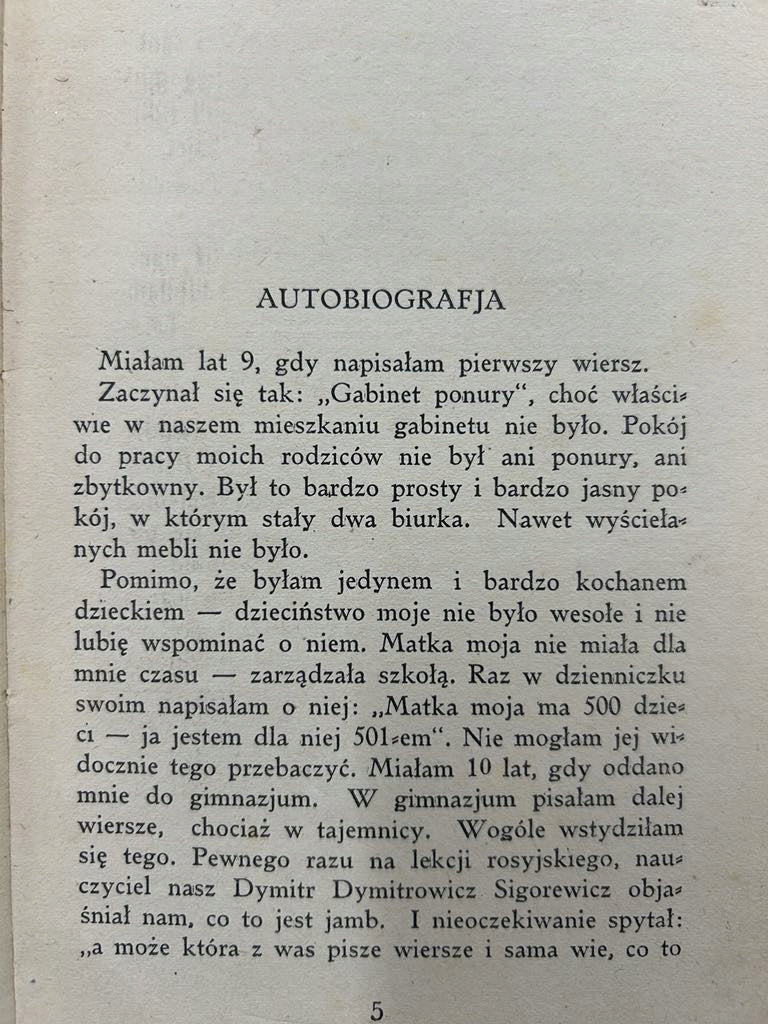 AUTOBIOGRAFJA
Miałam lat 9, gdy napisałam pierwszy wiersz.
Zaczynał się tak: „Gabinet ponury“, choć właści⸗
wie w naszem mieszkaniu gabinetu nie było. Pokój
do pracy moich rodziców nie był ani ponury, ani
zbytkowny. Był to bardzo prosty i bardzo jasny po⸗
kój, w którym stały dwa biurka. Nawet wyścieła⸗
nych mebli nie było.
Pomimo, że byłam jedynem i bardzo kochanem
dzieckiem — dzieciństwo moje nie było wesołe i nie
lubię wspominać o niem. Matka moja nie miała dla
mnie czasu — zarządzała szkołą. Raz w dzienniczku
swoim napisałam o niej: „Matka moja ma 500 dzie⸗
ci — ja jestem dla niej 501⸗em“. Nie mogłam jej wi⸗
docznie tego przebaczyć. Miałam 10 lat, gdy oddano
mnie do gimnazjum. W gimnazjum pisałam dalej
wiersze, chociaż w tajemnicy. Wogóle wstydziłam
się tego. Pewnego razu na lekcji rosyjskiego, nau⸗
czyciel nasz Dymitr Dymitrowicz Sigorewicz obja⸗
śniał nam, co to jest jamb. I nieoczekiwanie spytał:
„a może która z was pisze wiersze i sama wie, co to
5